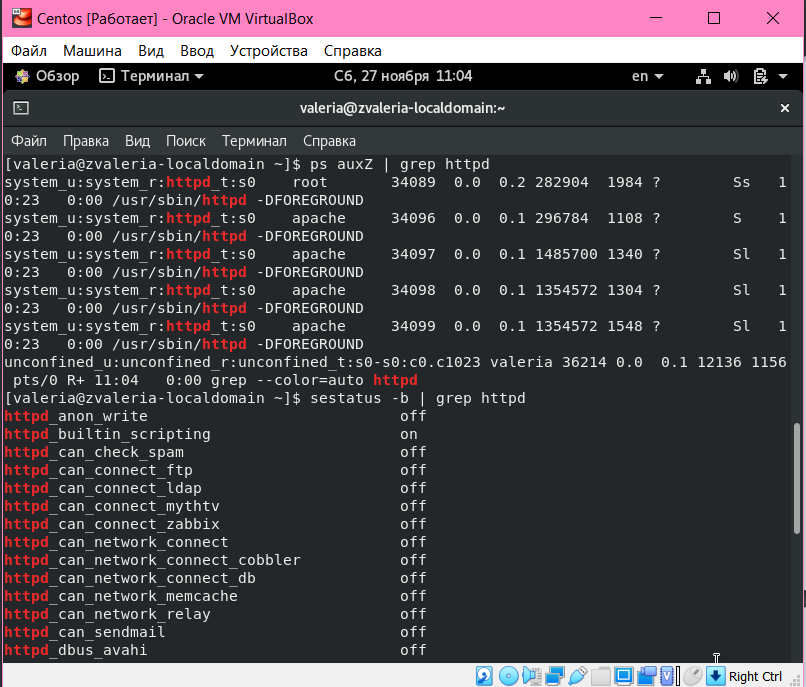 Centos [Работает] - Oracle VM VirtualBox
Файл Машина Вид Ввод Устройства Справка
Обзор Терминал Сб, 27 ноября 11:04 en
valeria@zvaleria-localdomain:~
Файл Правка Вид Поиск Терминал Справка
[valeria@zvaleria-localdomain ~]$ ps auxZ | grep httpd
system_u:system_r:httpd_t:s0    root       34089  0.0  0.2 282904  1984 ?        Ss   1
0:23   0:00 /usr/sbin/httpd -DFOREGROUND
system_u:system_r:httpd_t:s0    apache     34096  0.0  0.1 296784  1108 ?        S    1
0:23   0:00 /usr/sbin/httpd -DFOREGROUND
system_u:system_r:httpd_t:s0    apache     34097  0.0  0.1 1485700 1340 ?        Sl   1
0:23   0:00 /usr/sbin/httpd -DFOREGROUND
system_u:system_r:httpd_t:s0    apache     34098  0.0  0.1 1354572 1304 ?        Sl   1
0:23   0:00 /usr/sbin/httpd -DFOREGROUND
system_u:system_r:httpd_t:s0    apache     34099  0.0  0.1 1354572 1548 ?        Sl   1
0:23   0:00 /usr/sbin/httpd -DFOREGROUND
unconfined_u:unconfined_r:unconfined_t:s0-s0:c0.c1023 valeria 36214 0.0  0.1 12136 1156
 pts/0 R+ 11:04   0:00 grep --color=auto httpd
[valeria@zvaleria-localdomain ~]$ sestatus -b | grep httpd
httpd_anon_write                            off
httpd_builtin_scripting                     on
httpd_can_check_spam                        off
httpd_can_connect_ftp                       off
httpd_can_connect_ldap                      off
httpd_can_connect_mythtv                    off
httpd_can_connect_zabbix                    off
httpd_can_network_connect                   off
httpd_can_network_connect_cobbler           off
httpd_can_network_connect_db                off
httpd_can_network_memcache                  off
httpd_can_network_relay                     off
httpd_can_sendmail                          off
httpd_dbus_avahi                            off
Right Ctrl